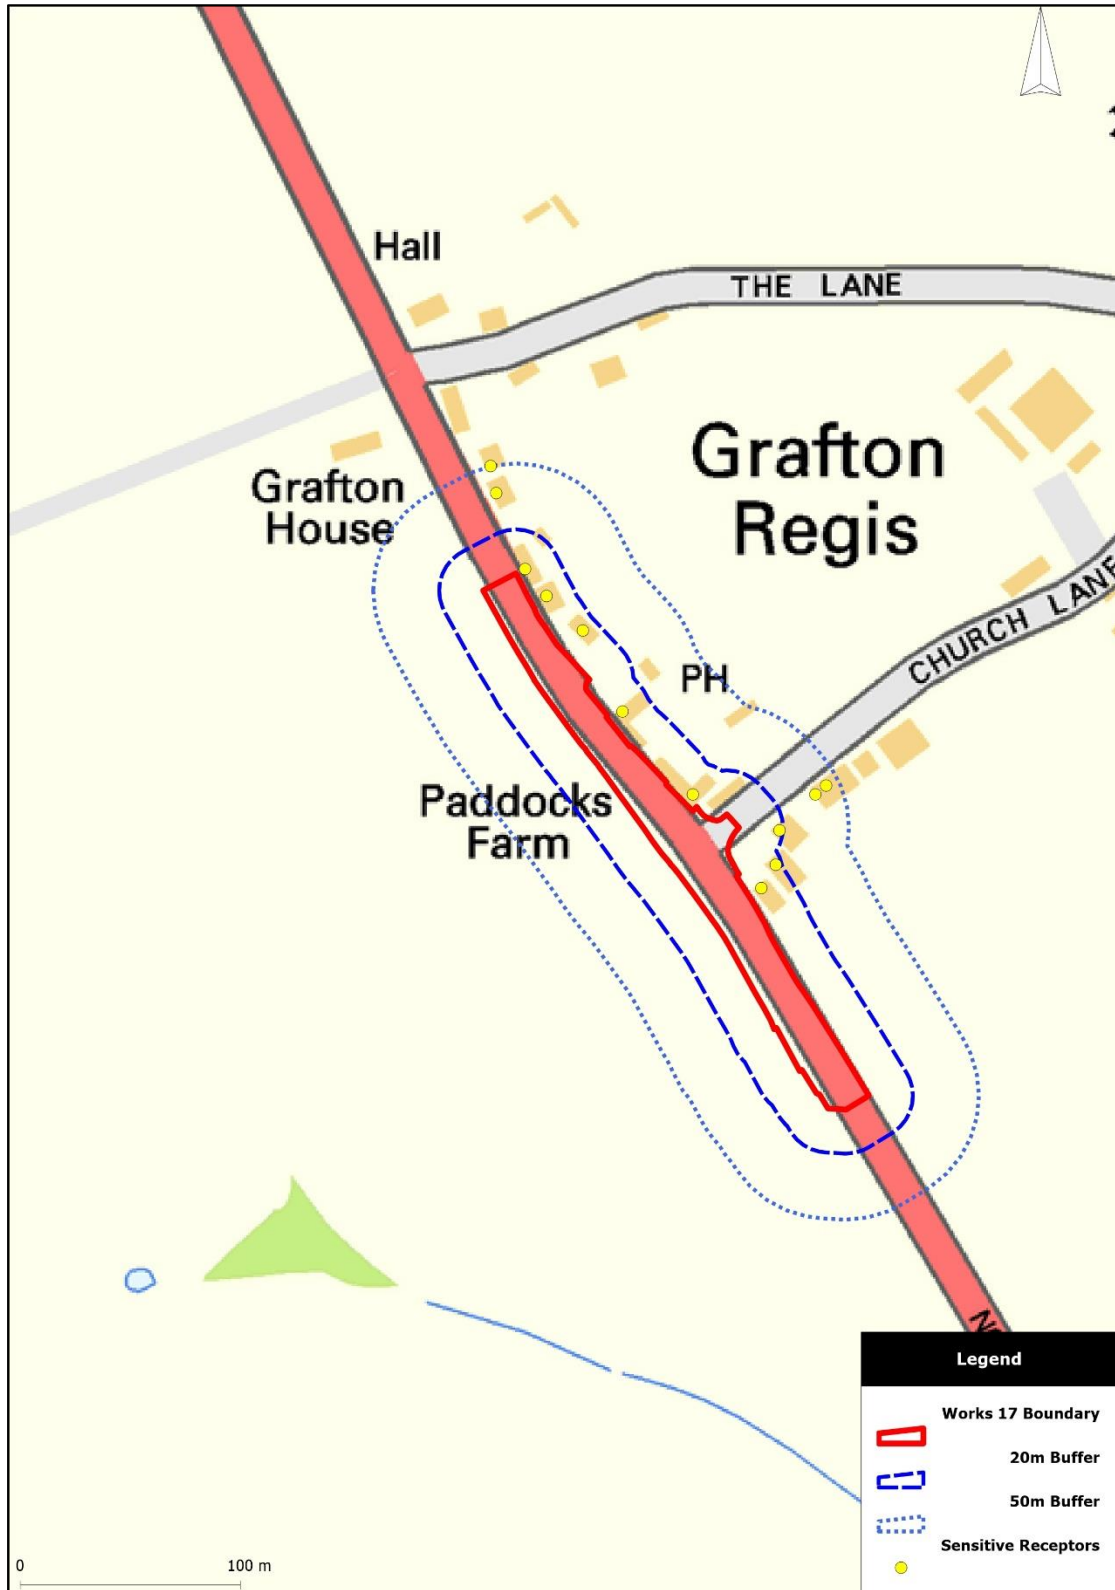 Hall
THE LANE
Grafton
Regis
Grafton
House
CHURCH LANE
PH
Paddocks
Farm
Legend
Works 17 Boundary
20m Buffer
50m Buffer
Sensitive Receptors
0 100 m